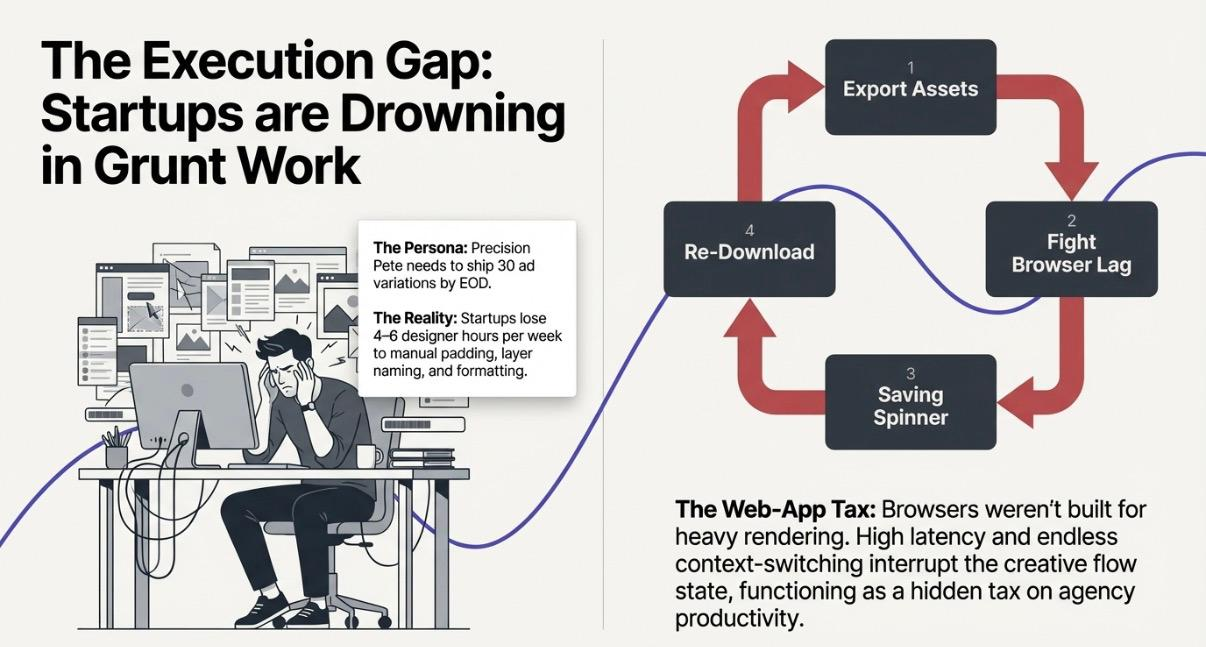 The Execution Gap:
Startups are Drowning
in Grunt Work
The Persona: Precision
Pete needs to ship 30 ad
variations by EOD.
The Reality: Startups lose
4–6 designer hours per week
to manual padding, layer
naming, and formatting.
1
Export Assets
2
Fight
Browser Lag
3
Saving
Spinner
4
Re-Download
The Web-App Tax: Browsers weren’t built for
heavy rendering. High latency and endless
context-switching interrupt the creative flow
state, functioning as a hidden tax on agency
productivity.